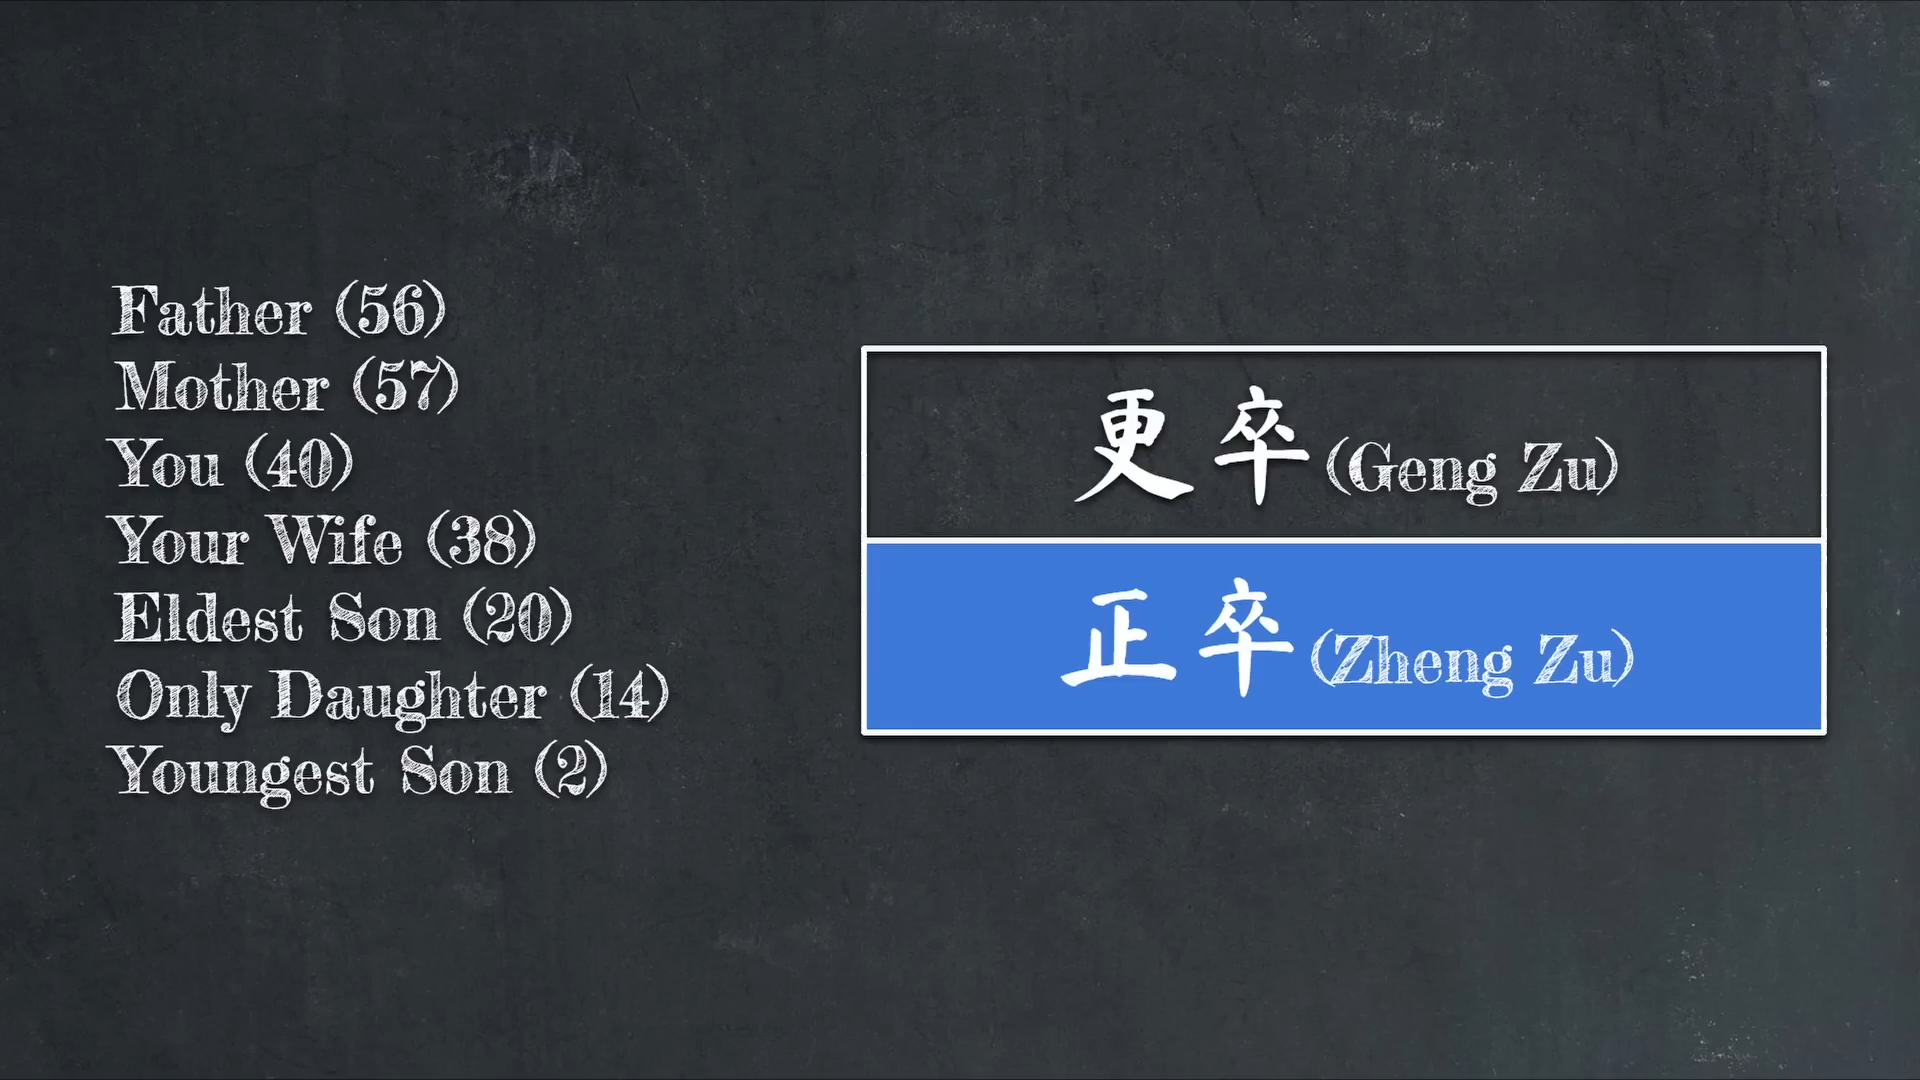 Father (56)
Mother (57)
You (40)
Your Wife (38)
Eldest Son (20)
Only Daughter (14)
Youngest Son (2)
更卒(Geng Zu)
正卒(Zheng Zu)